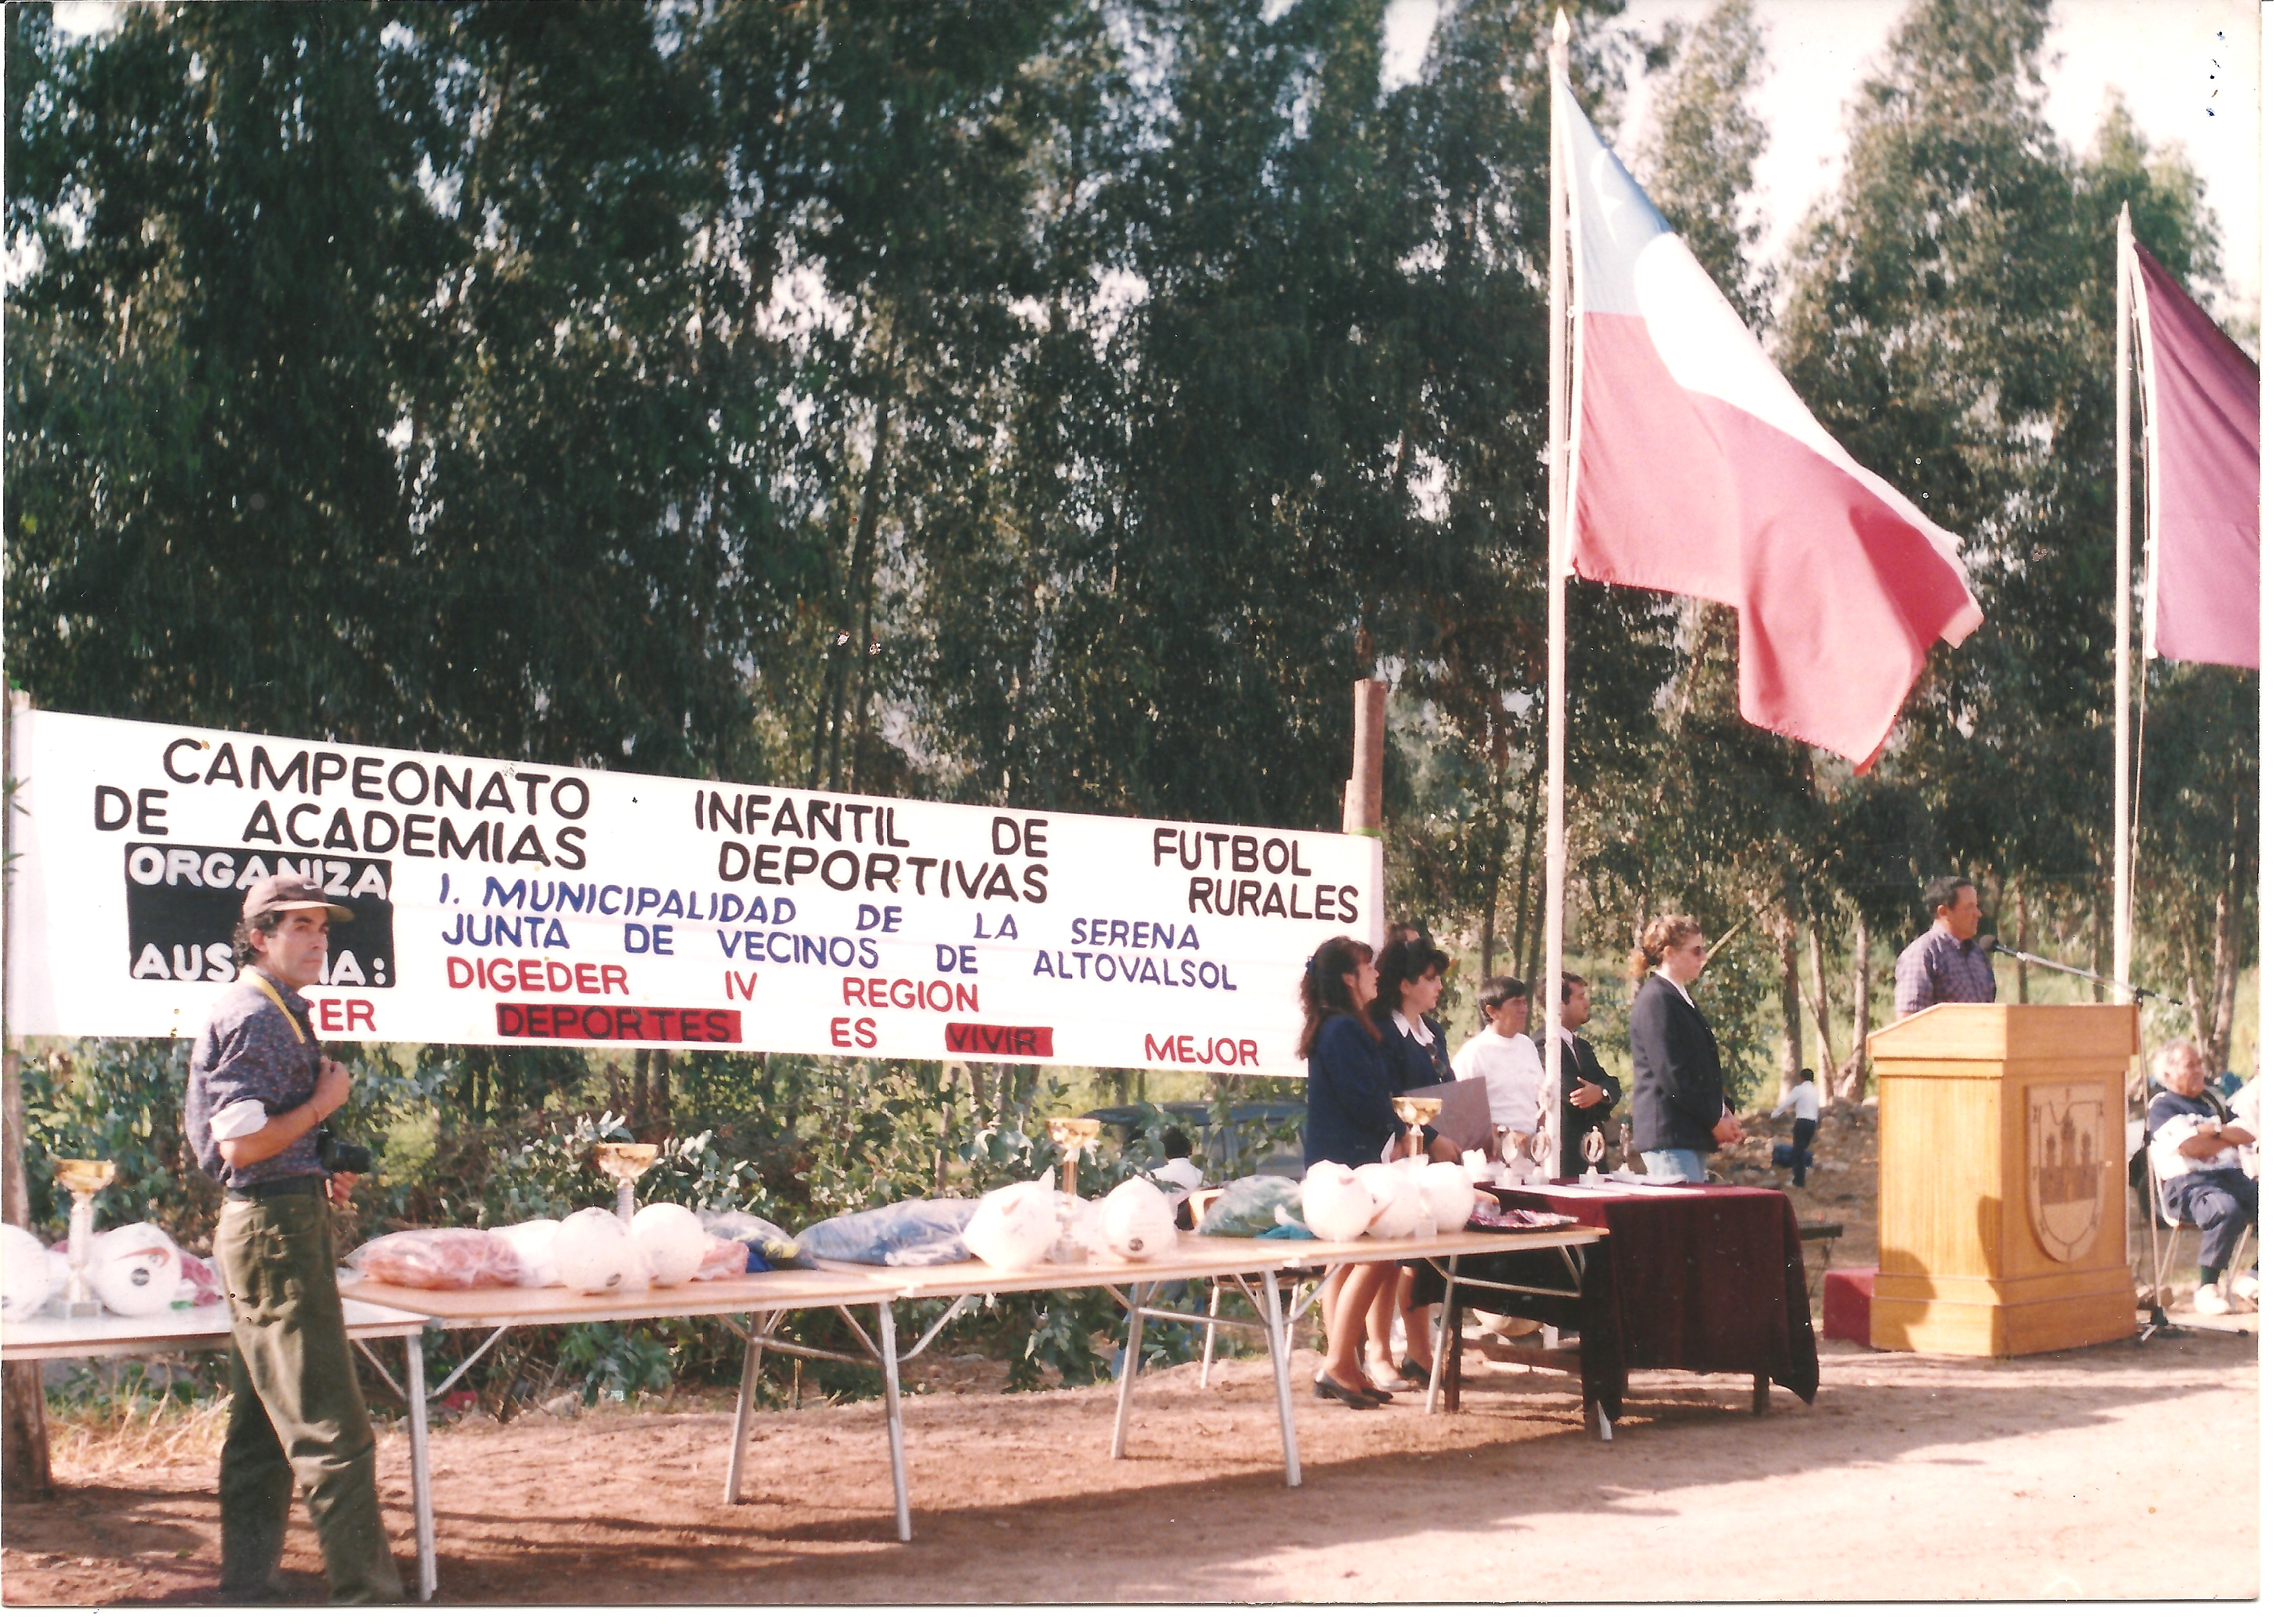 CAMPEONATO INFANTIL DE FUTBOL
DE ACADEMIAS DEPORTIVAS RURALES
ORGANIZA I. MUNICIPALIDAD DE LA SERENA
JUNTA DE VECINOS DE ALTOVALSOL
DIGEDER IV REGION
DEPORTES ES VIVIR MEJOR